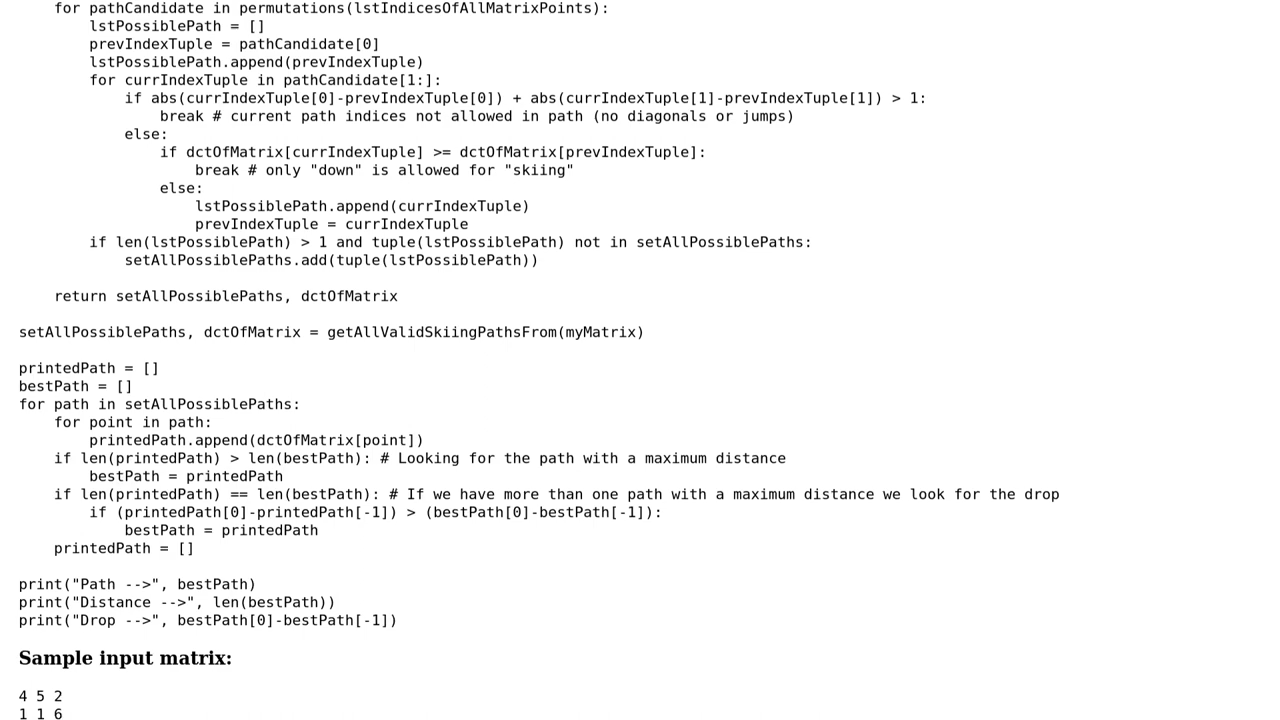 for pathCandidate in permutations(lstIndicesOfAllMatrixPoints):
        lstPossiblePath = []
        prevIndexTuple = pathCandidate[0]
        lstPossiblePath.append(prevIndexTuple)
        for currIndexTuple in pathCandidate[1:]:
            if abs(currIndexTuple[0]-prevIndexTuple[0]) + abs(currIndexTuple[1]-prevIndexTuple[1]) > 1:
                break # current path indices not allowed in path (no diagonals or jumps)
            else:
                if dctOfMatrix[currIndexTuple] >= dctOfMatrix[prevIndexTuple]:
                    break # only "down" is allowed for "skiing"
                else:
                    lstPossiblePath.append(currIndexTuple)
                    prevIndexTuple = currIndexTuple
        if len(lstPossiblePath) > 1 and tuple(lstPossiblePath) not in setAllPossiblePaths:
            setAllPossiblePaths.add(tuple(lstPossiblePath))

    return setAllPossiblePaths, dctOfMatrix

setAllPossiblePaths, dctOfMatrix = getAllValidSkiingPathsFrom(myMatrix)

printedPath = []
bestPath = []
for path in setAllPossiblePaths:
    for point in path:
        printedPath.append(dctOfMatrix[point])
    if len(printedPath) > len(bestPath): # Looking for the path with a maximum distance
        bestPath = printedPath
    if len(printedPath) == len(bestPath): # If we have more than one path with a maximum distance we look for the drop
        if (printedPath[0]-printedPath[-1]) > (bestPath[0]-bestPath[-1]):
            bestPath = printedPath
    printedPath = []

print("Path -->", bestPath)
print("Distance -->", len(bestPath))
print("Drop -->", bestPath[0]-bestPath[-1])

Sample input matrix:

4 5 2
1 1 6